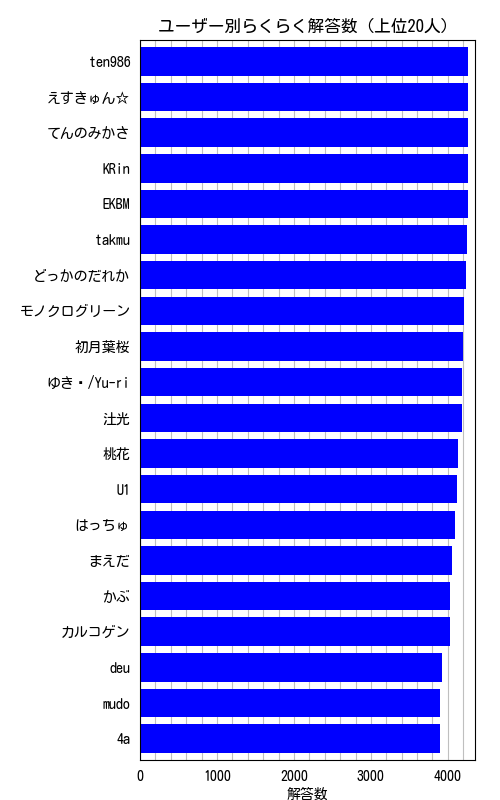 ユーザー別らくらく解答数（上位20人）
ten986
えすきゅん☆
てんのみかさ
KRin
EKBM
takmu
どっかのだれか
モノクログリーン
初月葉桜
ゆき・/Yu-ri
汢光
桃花
U1
はっちゅ
まえだ
かぶ
カルコゲン
deu
mudo
4a
0 1000 2000 3000 4000
解答数